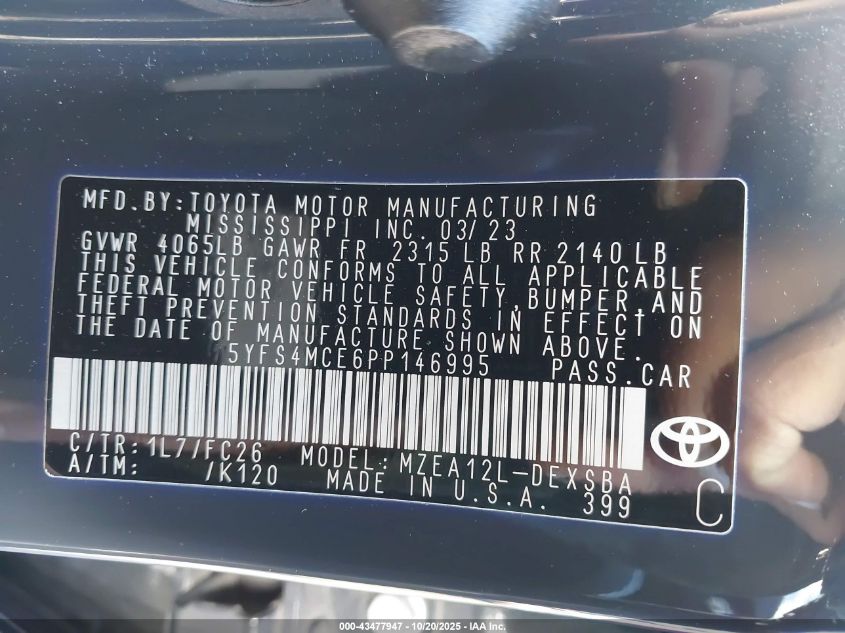 MFD.BY:TOYOTA MOTOR MANUFACTURING
MISSISSIPPI INC. 03/23
GVWR 4065LB GAWR FR 2315 LB RR 2140 LB
THIS VEHICLE CONFORMS TO ALL APPLICABLE
FEDERAL MOTOR VEHICLE SAFETY,BUMPER,AND
THEFT PREVENTION STANDARDS IN EFFECT ON
THE DATE OF MANUFACTURE SHOWN ABOVE.
5YFS4MCE6PP146995 PASS.CAR
C/TR:1L7/FC26 MODEL:MZEA12L-DEXSBA
A/TM: /K120 MADE IN U.S.A. 399
C
000-43477947 - 10/20/2025 - IAA Inc.